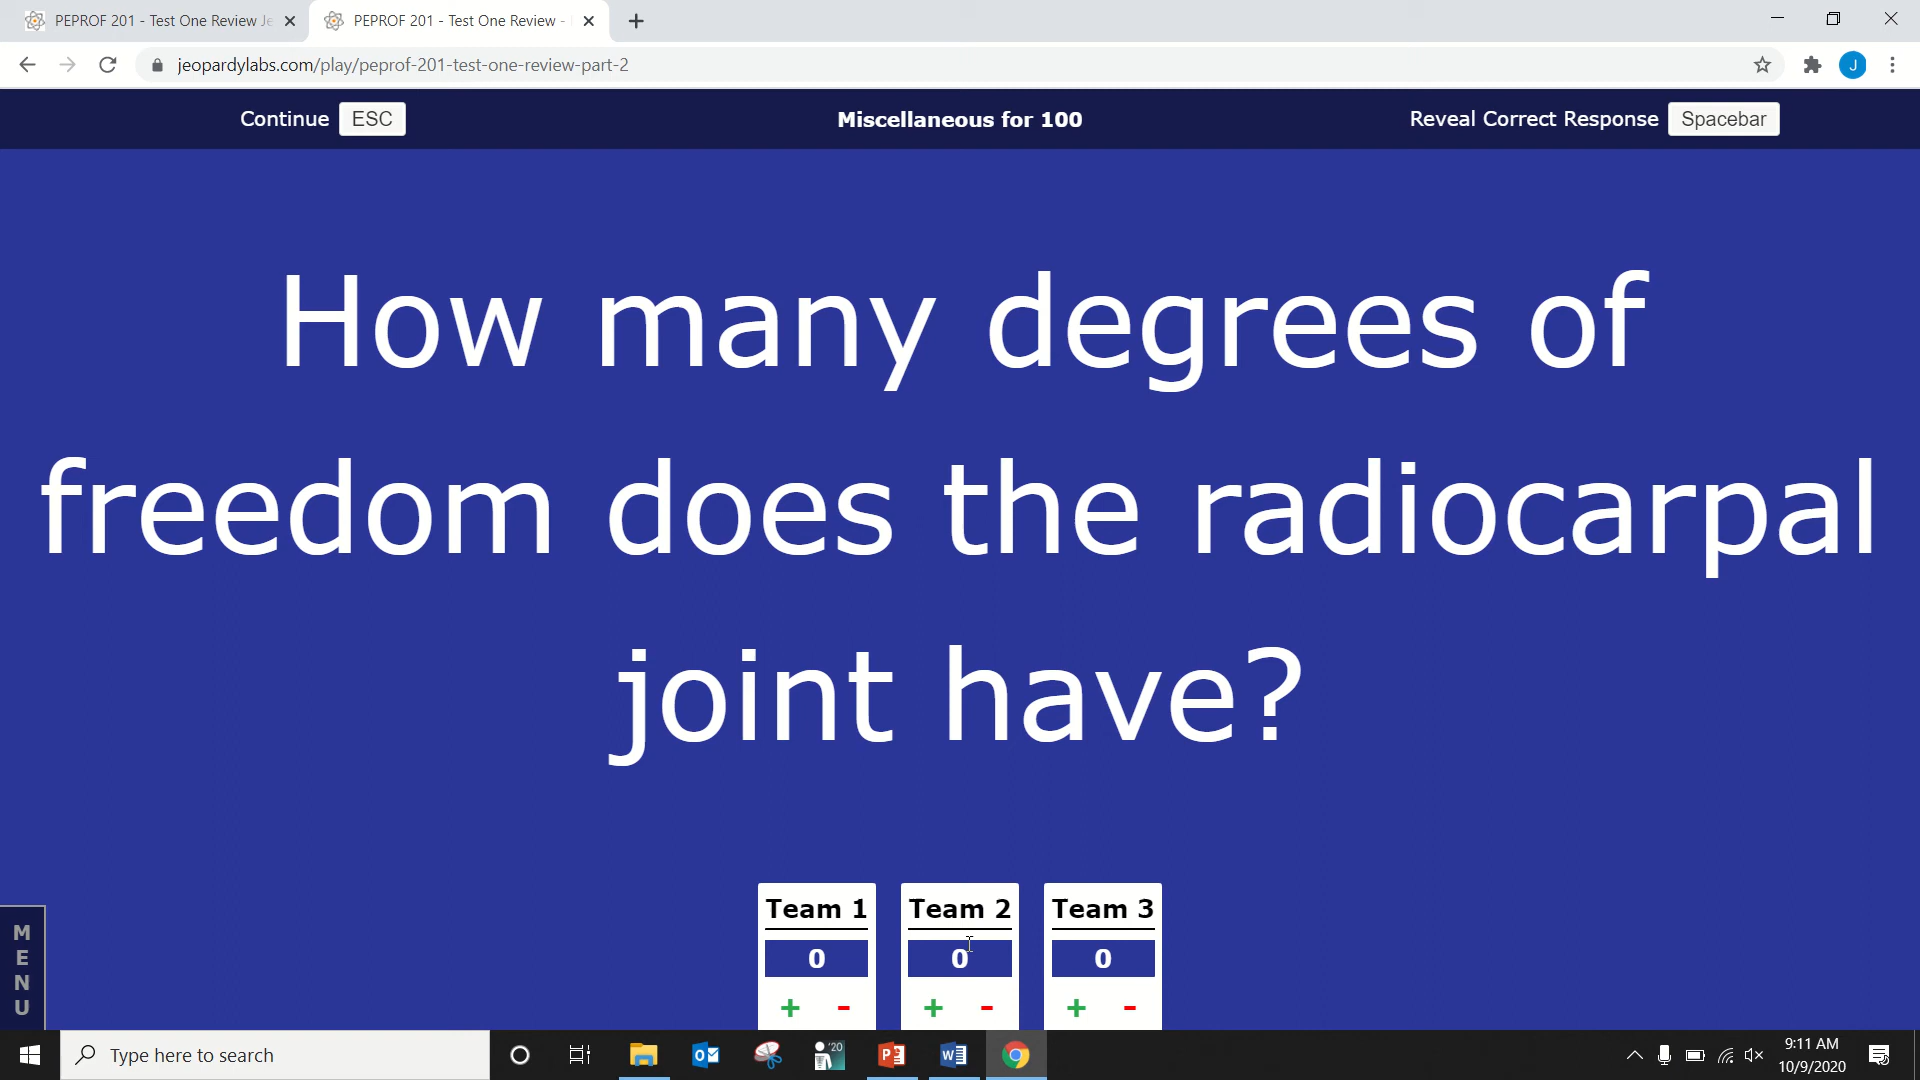 PEPROF 201 - Test One Review Je
PEPROF 201 - Test One Review -
jeopardylabs.com/play/peprof-201-test-one-review-part-2
J
Continue ESC
Miscellaneous for 100
Reveal Correct Response Spacebar
How many degrees of
freedom does the radiocarpal
joint have?
MENU
Team 1 Team 2 Team 3
0 0 0
+ - + - + -
Type here to search
'20
9:11 AM
10/9/2020